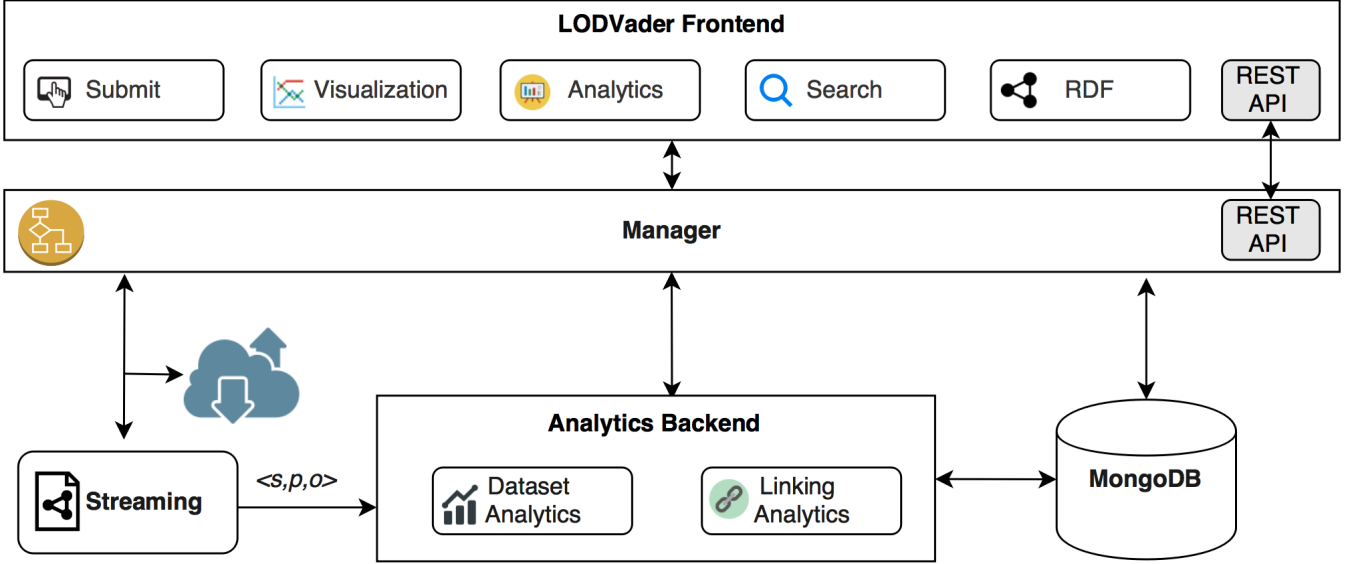 LODVader Frontend
Submit
Visualization
Analytics
Search
RDF
REST
API
Manager
REST
API
Analytics Backend
Streaming
<s,p,o>
Dataset
Analytics
Linking
Analytics
MongoDB